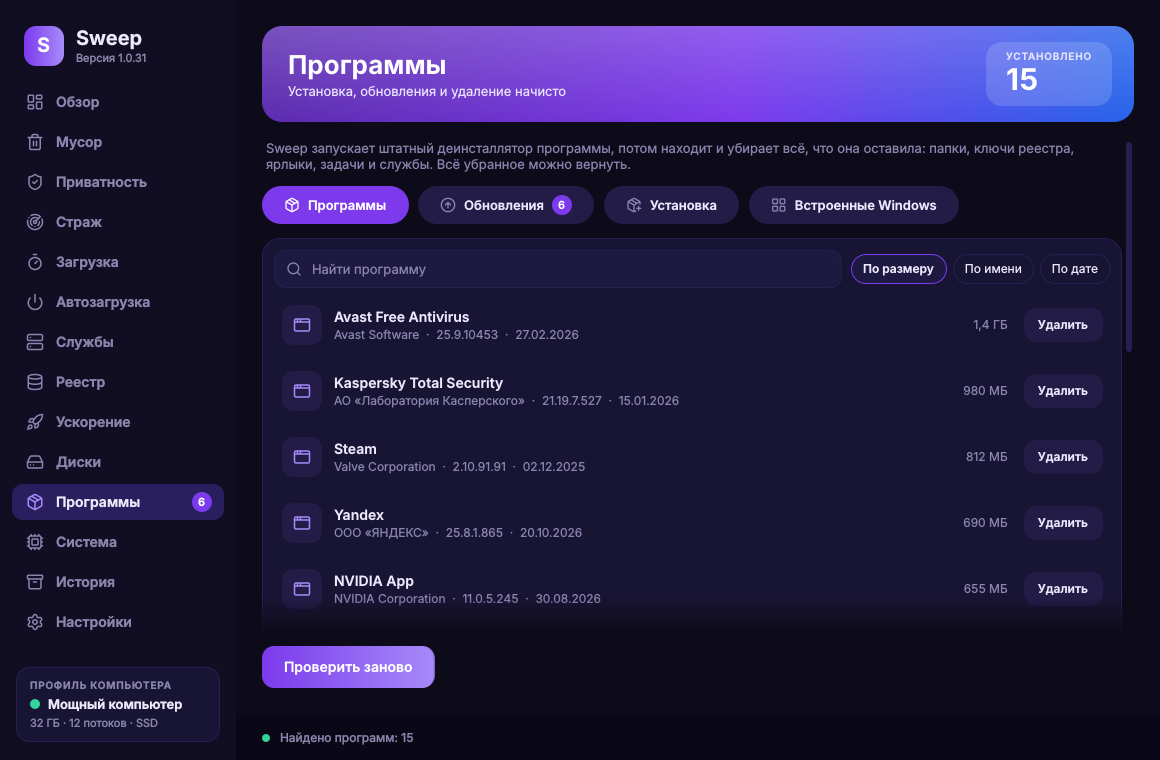 S
Sweep
Версия 1.0.31
Обзор
Мусор
Приватность
Страж
Загрузка
Автозагрузка
Службы
Реестр
Ускорение
Диски
Программы 6
Система
История
Настройки
ПРОФИЛЬ КОМПЬЮТЕРА
Мощный компьютер
32 ГБ · 12 потоков · SSD
Программы
Установка, обновления и удаление начисто
УСТАНОВЛЕНО
15
Sweep запускает штатный деинсталлятор программы, потом находит и убирает всё, что она оставила: папки, ключи реестра,
ярлыки, задачи и службы. Всё убранное можно вернуть.
Программы Обновления 6 Установка Встроенные Windows
Найти программу По размеру По имени По дате
Avast Free Antivirus
Avast Software · 25.9.10453 · 27.02.2026
1,4 ГБ Удалить
Kaspersky Total Security
АО «Лаборатория Касперского» · 21.19.7.527 · 15.01.2026
980 МБ Удалить
Steam
Valve Corporation · 2.10.91.91 · 02.12.2025
812 МБ Удалить
Yandex
ООО «ЯНДЕКС» · 25.8.1.865 · 20.10.2026
690 МБ Удалить
NVIDIA App
NVIDIA Corporation · 11.0.5.245 · 30.08.2026
655 МБ Удалить
Проверить заново
Найдено программ: 15